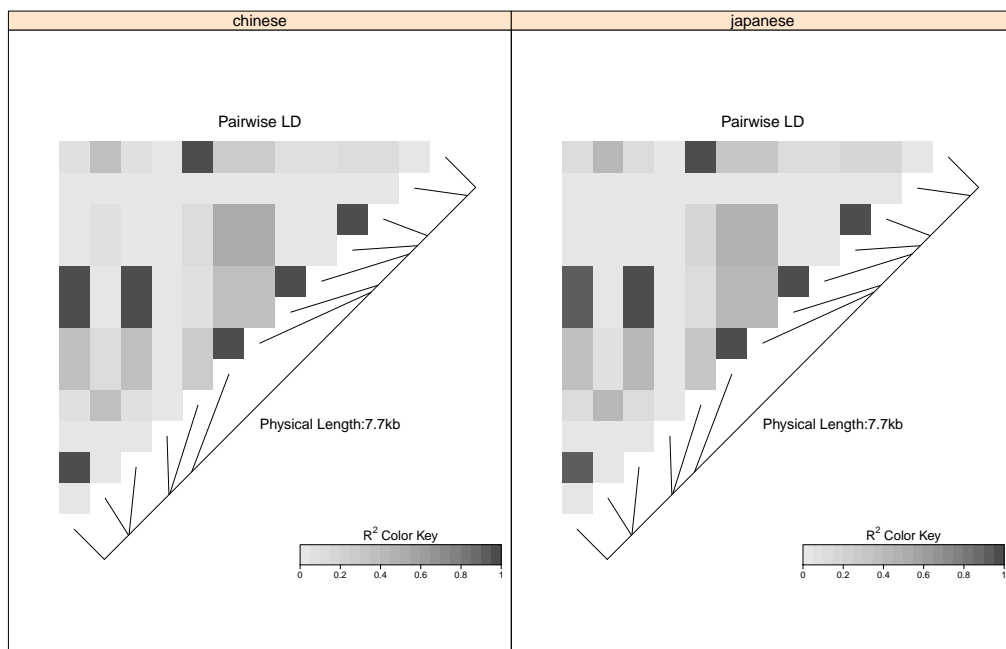 chinese
japanese
Pairwise LD
Pairwise LD
Physical Length:7.7kb
Physical Length:7.7kb
R² Color Key
R² Color Key
0 0.2 0.4 0.6 0.8 1
0 0.2 0.4 0.6 0.8 1